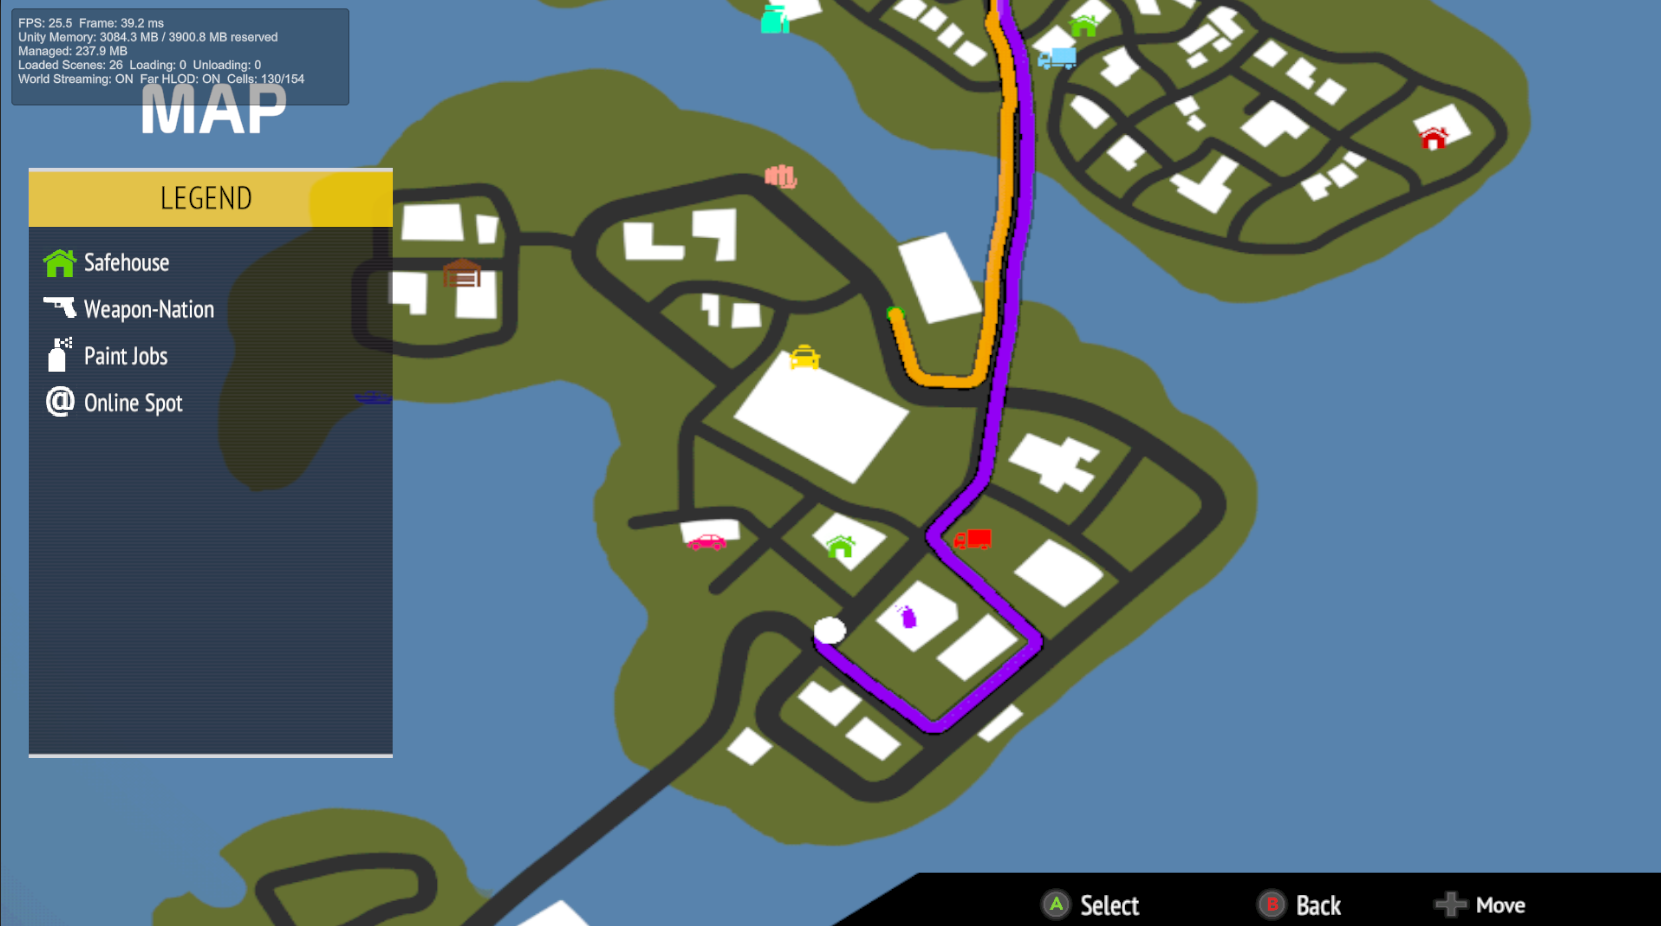 FPS: 25.5  Frame: 39.2 ms
Unity Memory: 3084.3 MB / 3900.8 MB reserved
Managed: 237.9 MB
Loaded Scenes: 26  Loading: 0  Unloading: 0
World Streaming: ON  Far HLOD: ON  Cells: 130/154
MAP
LEGEND
Safehouse
Weapon-Nation
Paint Jobs
@ Online Spot
A Select
B Back
Move